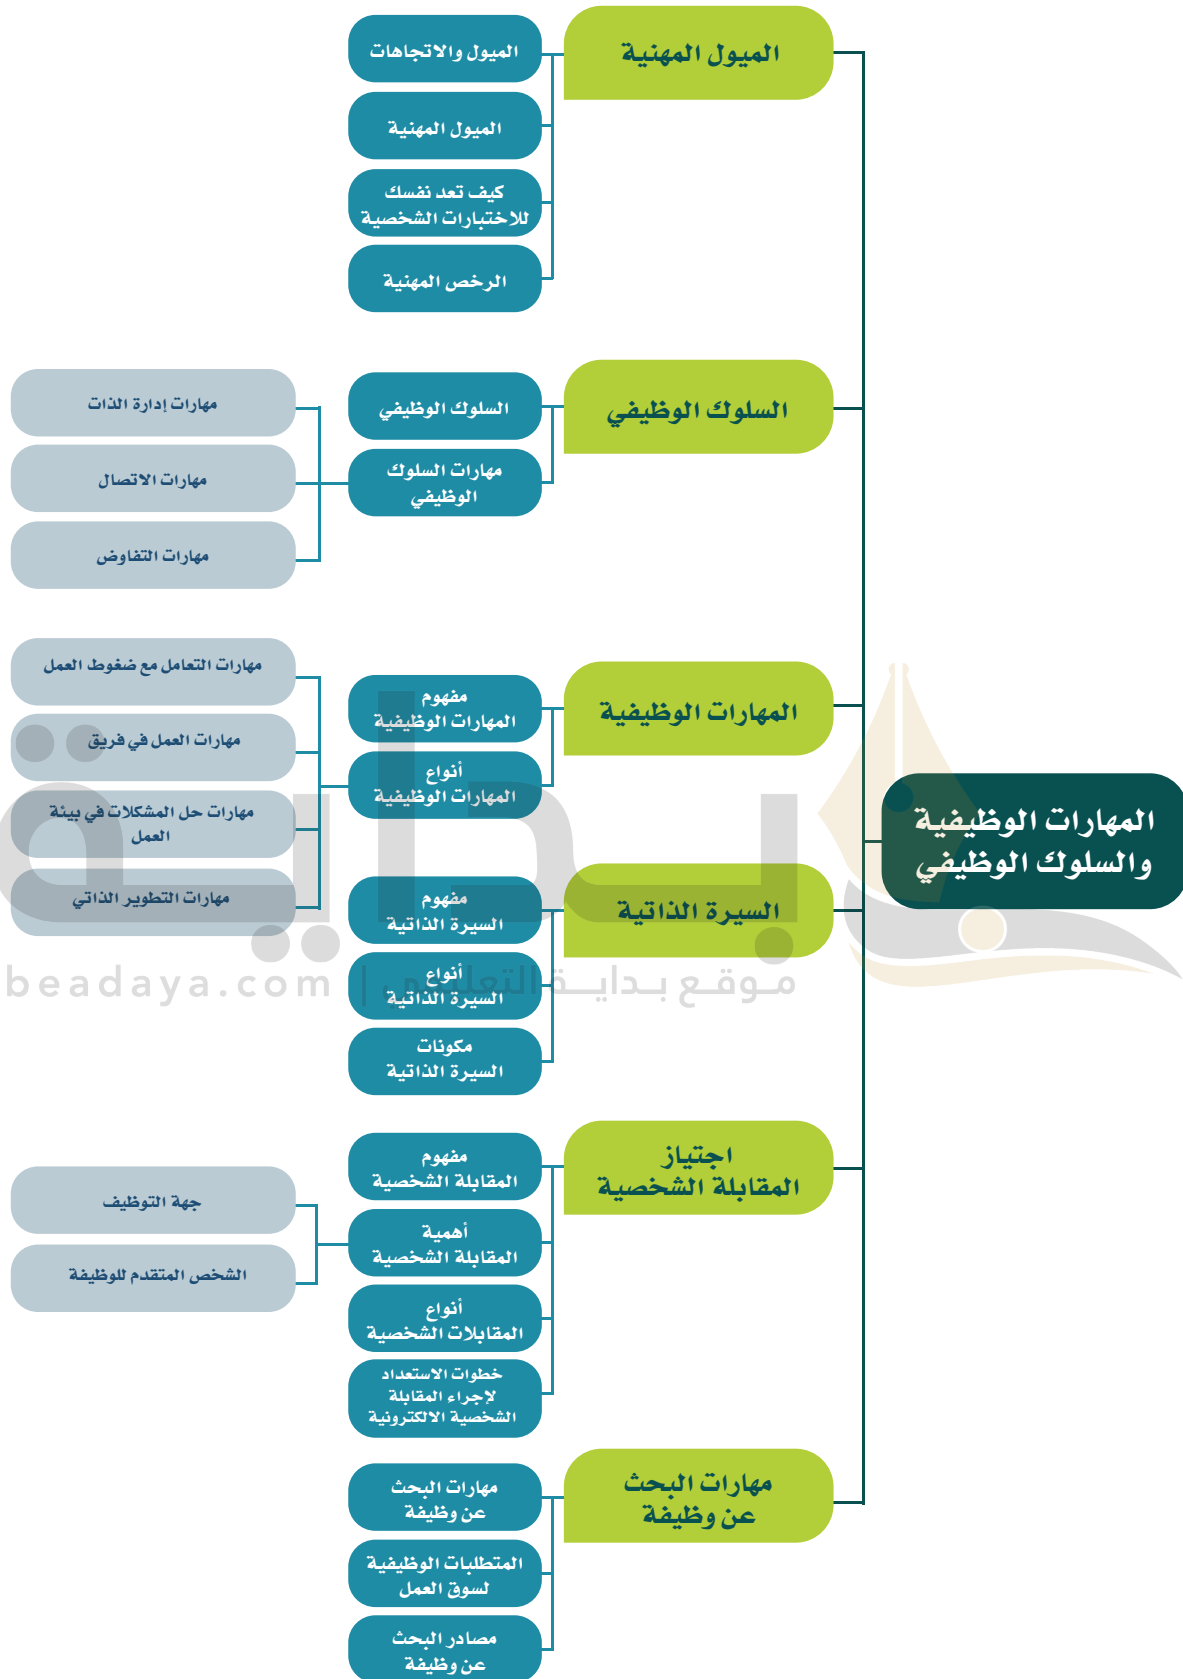 المهارات الوظيفية
والسلوك الوظيفي
الميول المهنية
الميول والاتجاهات
الميول المهنية
كيف تعد نفسك
للاختبارات الشخصية
الرخص المهنية
السلوك الوظيفي
السلوك الوظيفي
مهارات السلوك
الوظيفي
مهارات إدارة الذات
مهارات الاتصال
مهارات التفاوض
المهارات الوظيفية
مفهوم
المهارات الوظيفية
أنواع
المهارات الوظيفية
مهارات التعامل مع ضغوط العمل
مهارات العمل في فريق
مهارات حل المشكلات في بيئة
العمل
مهارات التطوير الذاتي
السيرة الذاتية
مفهوم
السيرة الذاتية
أنواع
السيرة الذاتية
مكونات
السيرة الذاتية
اجتياز
المقابلة الشخصية
مفهوم
المقابلة الشخصية
أهمية
المقابلة الشخصية
جهة التوظيف
الشخص المتقدم للوظيفة
أنواع
المقابلات الشخصية
خطوات الاستعداد
لإجراء المقابلة
الشخصية الالكترونية
مهارات البحث
عن وظيفة
مهارات البحث
عن وظيفة
المتطلبات الوظيفية
لسوق العمل
مصادر البحث
عن وظيفة
بداية
موقع بداية التعليمي | beadaya.com